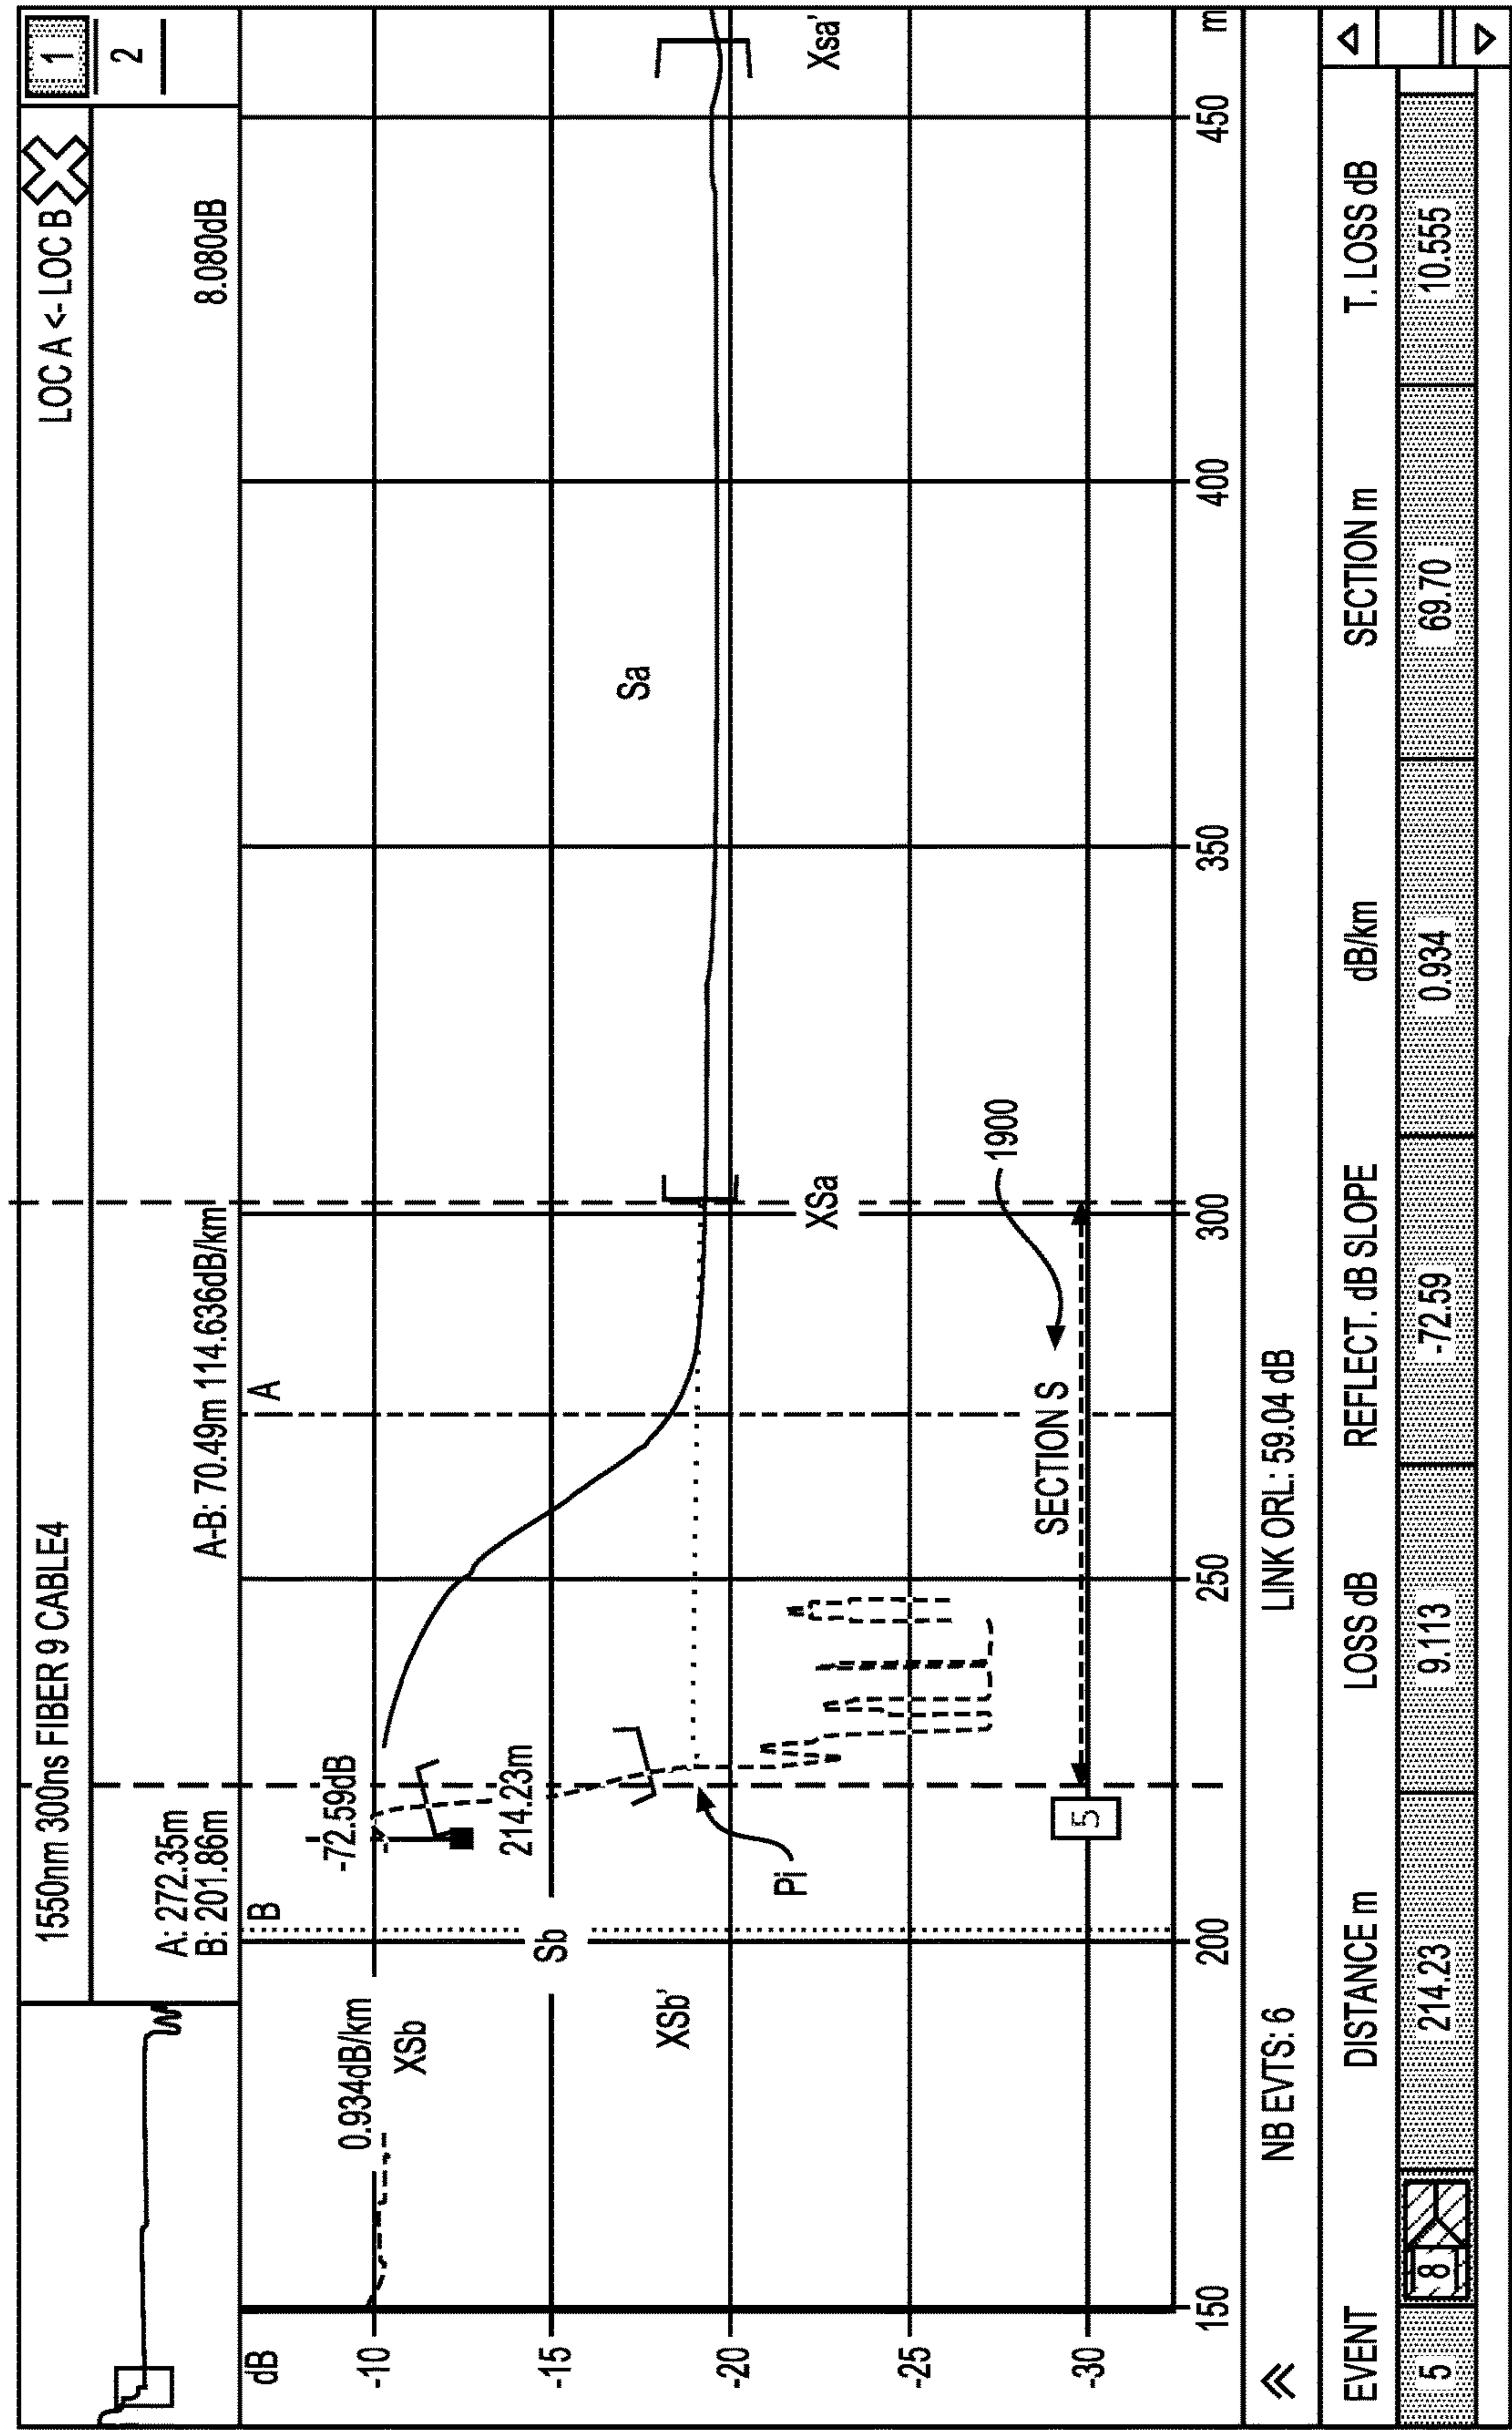 1550nm 300ns FIBER 9 CABLE4
LOC A <- LOC B
1
2
A: 272.35m
B: 201.86m
A-B: 70.49m 114.636dB/km
8.080dB
dB
B
A
-10
-15
-20
-25
-30
0.934dB/km
XSb
-72.59dB
214.23m
Sb
XSb'
Pi
Sa
XSa'
Xsa'
SECTION S
1900
5
150
200
250
300
350
400
450
m
NB EVTS: 6
LINK ORL: 59.04 dB
EVENT
DISTANCE m
LOSS dB
REFLECT. dB SLOPE
dB/km
SECTION m
T. LOSS dB
5
8
214.23
9.113
-72.59
0.934
69.70
10.555